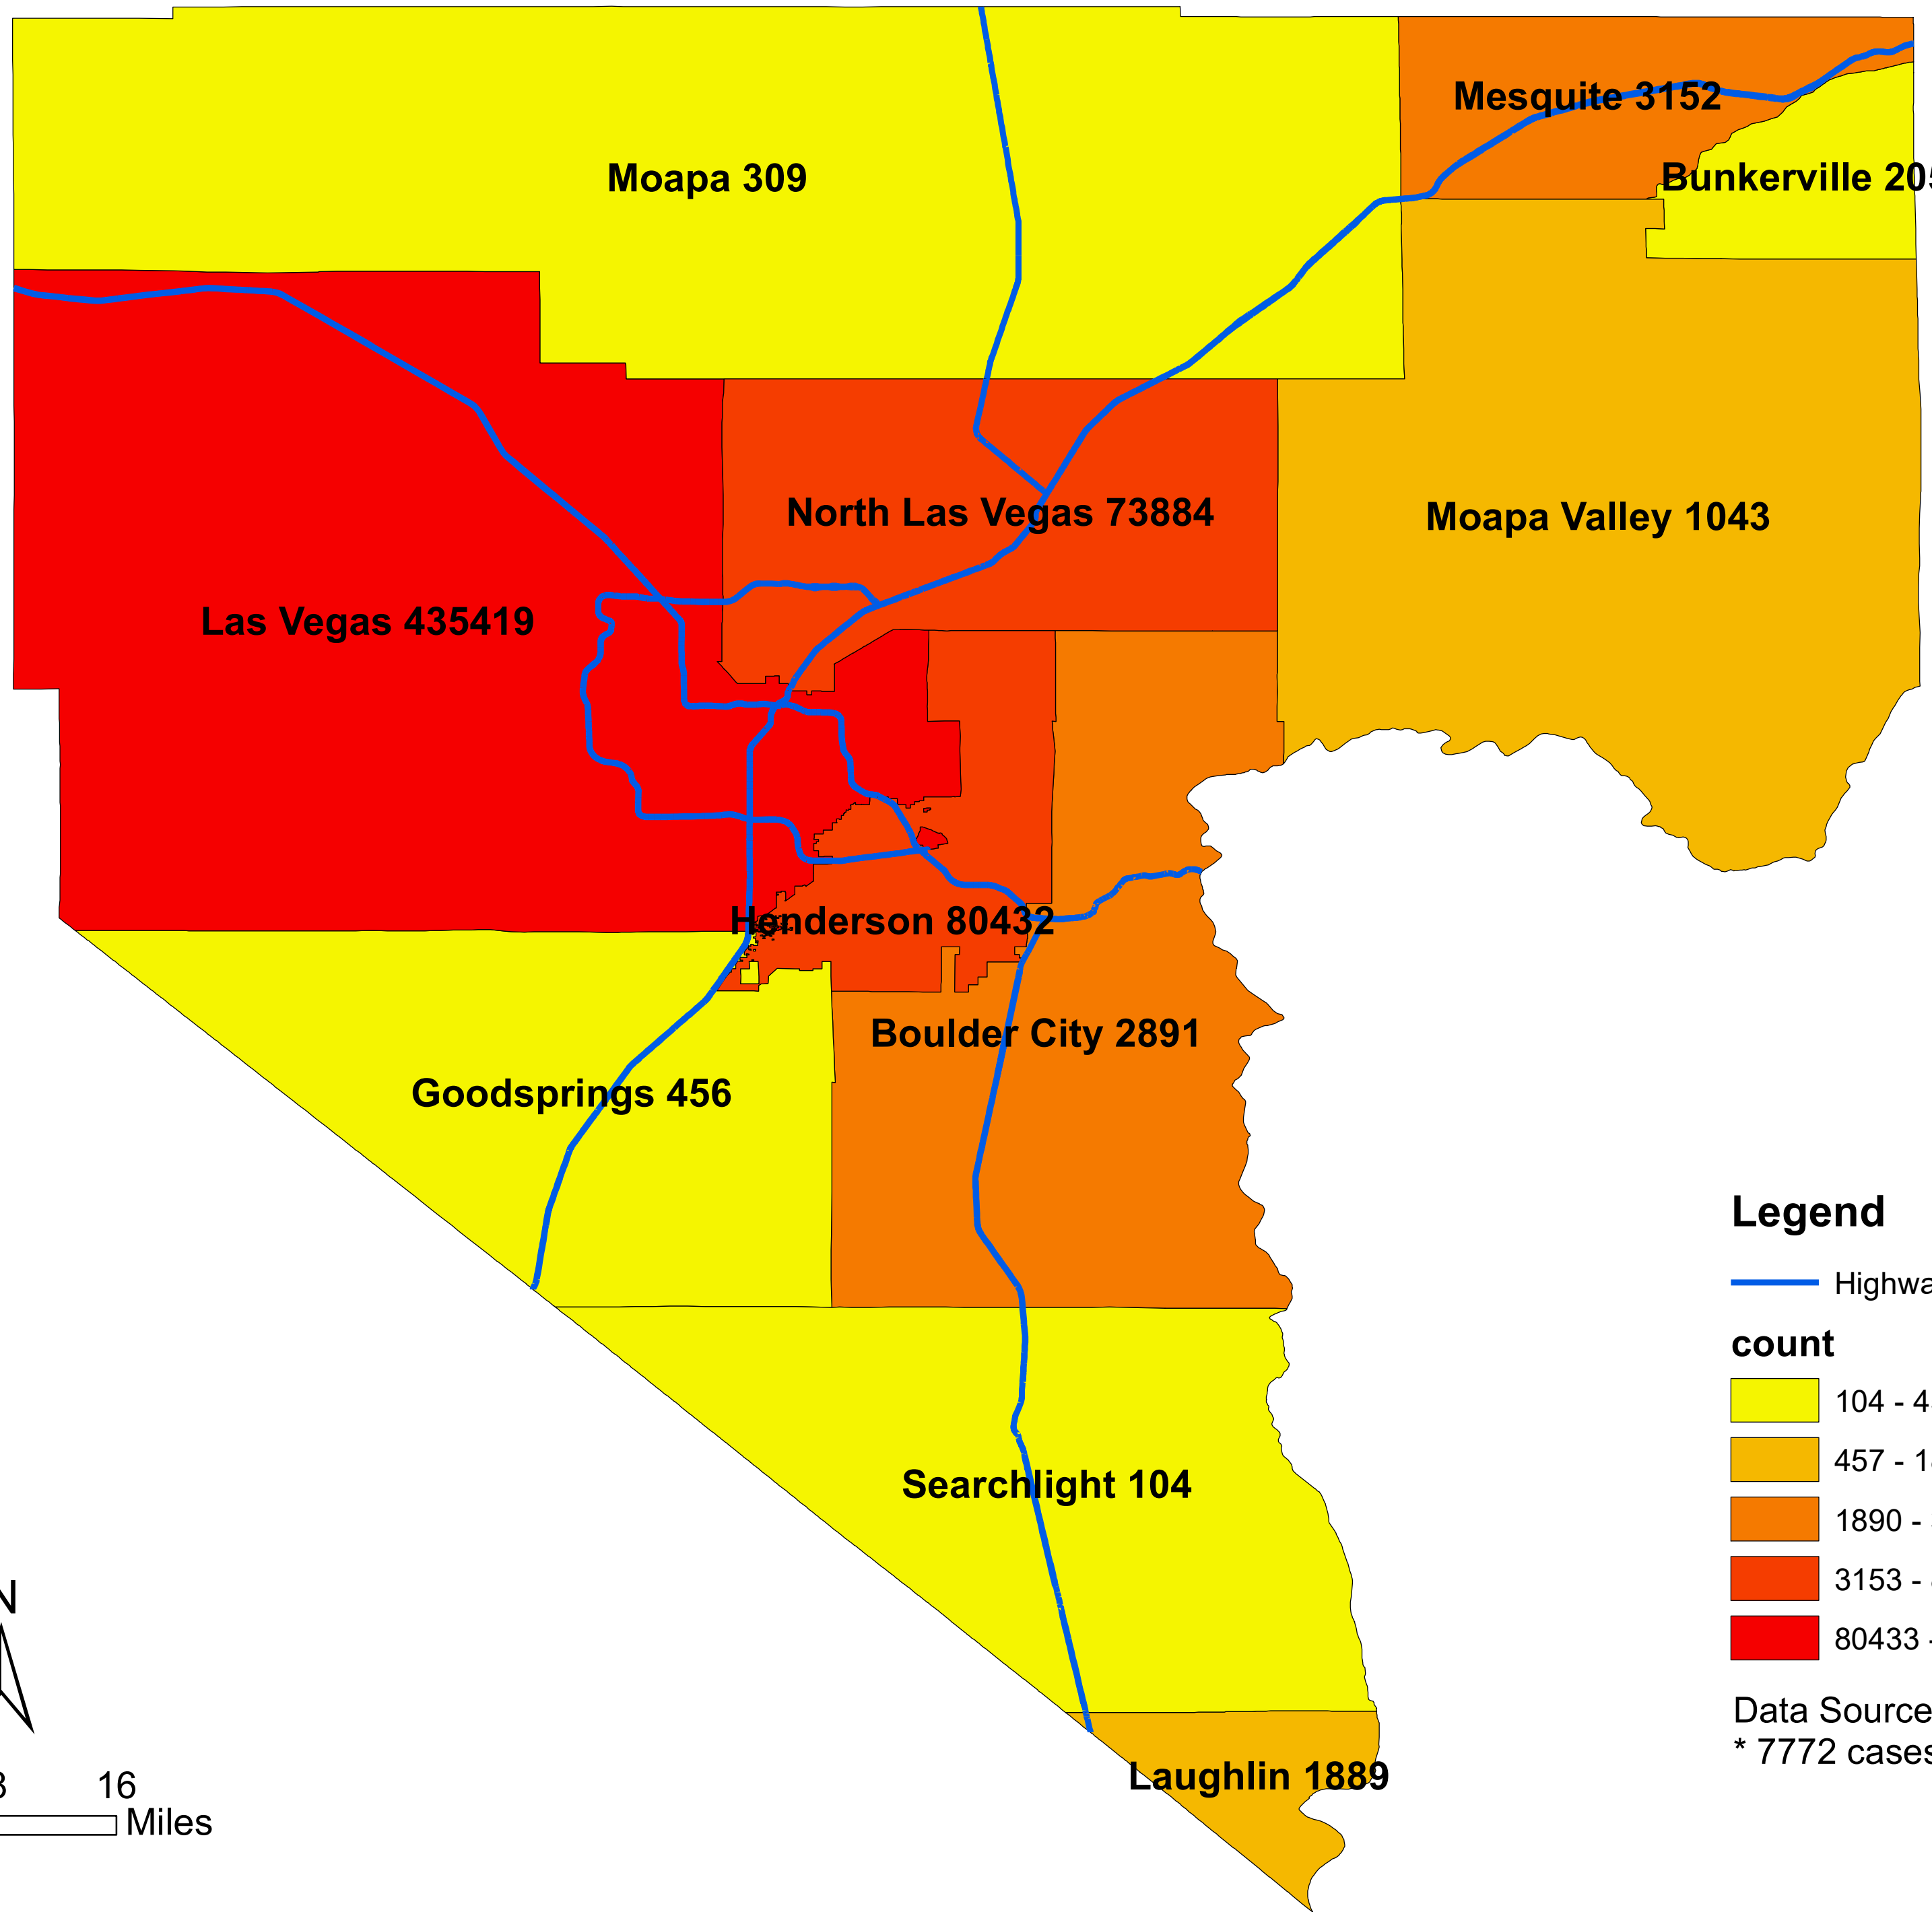 Mesquite 3152
Moapa 309
Bunkerville 205
North Las Vegas 73884
Moapa Valley 1043
Las Vegas 435419
Henderson 80432
Boulder City 2891
Goodsprings 456
Searchlight 104
Laughlin 1889
Legend
Highwa
count
104 - 4
457 - 1
1890 -
3153 -
80433 -
Data Source
* 7772 cases
N
16
Miles